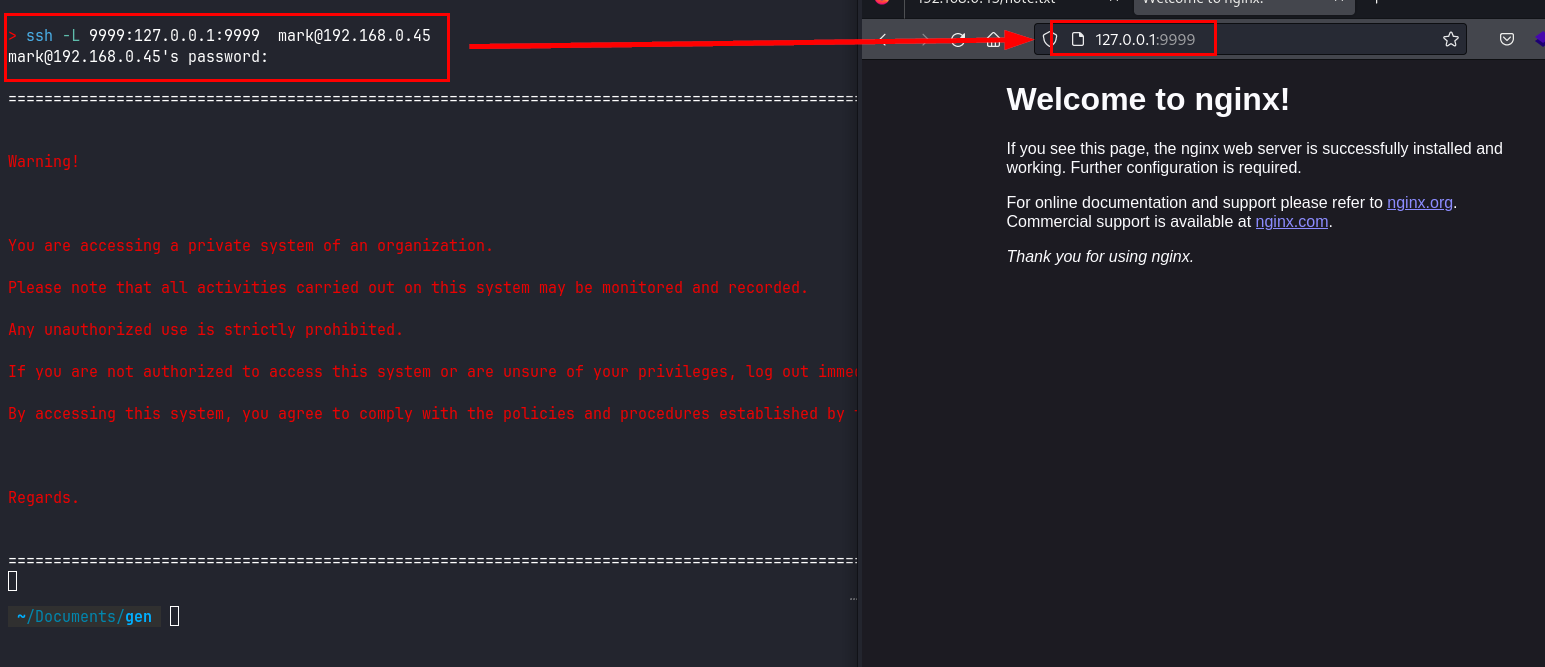 > ssh -L 9999:127.0.0.1:9999  mark@192.168.0.45
mark@192.168.0.45's password:
===============================================================================================
Warning!
You are accessing a private system of an organization.
Please note that all activities carried out on this system may be monitored and recorded.
Any unauthorized use is strictly prohibited.
If you are not authorized to access this system or are unsure of your privileges, log out
By accessing this system, you agree to comply with the policies and procedures established by
Regards.
===============================================================================================
~/Documents/gen
Welcome to nginx!
127.0.0.1:9999
Welcome to nginx!
If you see this page, the nginx web server is successfully installed and
working. Further configuration is required.
For online documentation and support please refer to nginx.org.
Commercial support is available at nginx.com.
Thank you for using nginx.